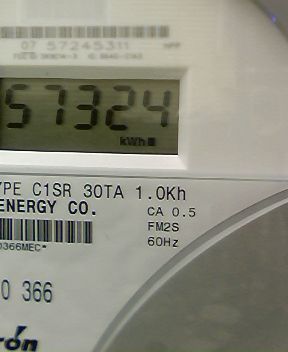 07 57245311
57324
kWh
YPE C1SR 30TA 1.0Kh
ENERGY CO.
CA 0.5
FM2S
60Hz
0366MEC*
0 366
rón